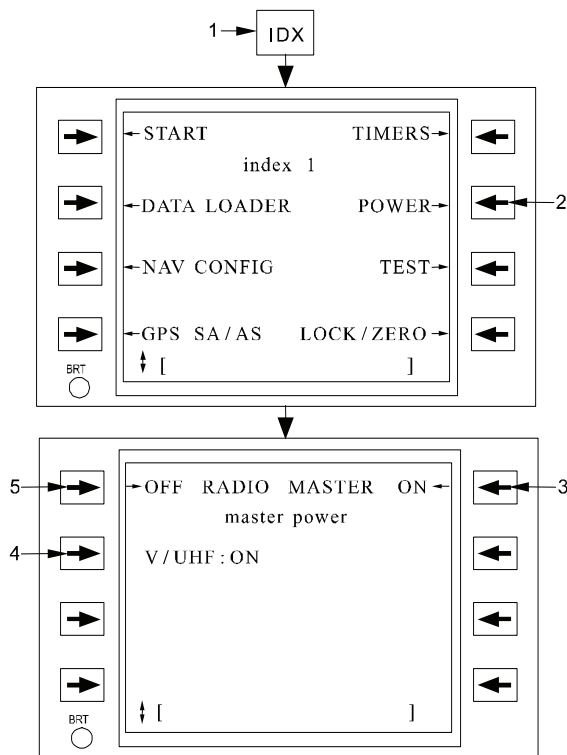 1 IDX
←START TIMERS→
index 1
←DATA LOADER POWER→ 2
←NAV CONFIG TEST→
←GPS SA/AS LOCK/ZERO→
BRT ↕ [ ]
5 →OFF RADIO MASTER ON← 3
master power
4 V/UHF:ON
BRT ↕ [ ]